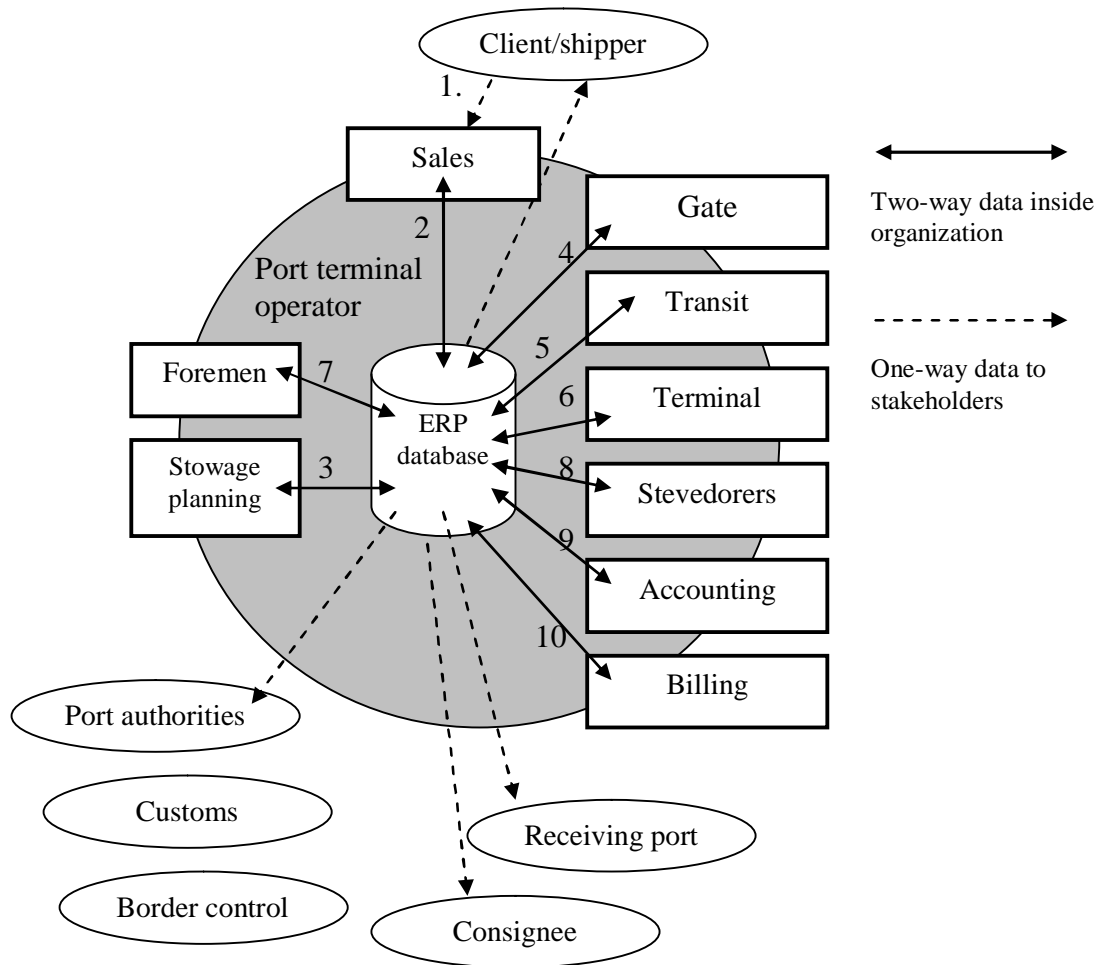 Client/shipper
1.
Sales
2
Gate
4
Port terminal
operator
Transit
5
Foremen
7
Terminal
6
ERP
database
Stowage
planning
3
Stevedorers
8
Accounting
9
Billing
10
Two-way data inside
organization
One-way data to
stakeholders
Port authorities
Customs
Border control
Receiving port
Consignee